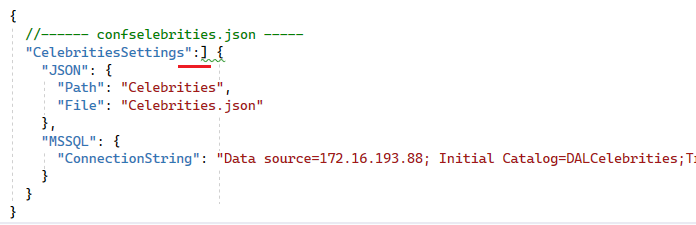 {
//------ confselebrities.json -----
"CelebritiesSettings":] {
"JSON": {
"Path": "Celebrities",
"File": "Celebrities.json"
},
"MSSQL": {
"ConnectionString": "Data source=172.16.193.88; Initial Catalog=DALCelebrities;T
}
}
}